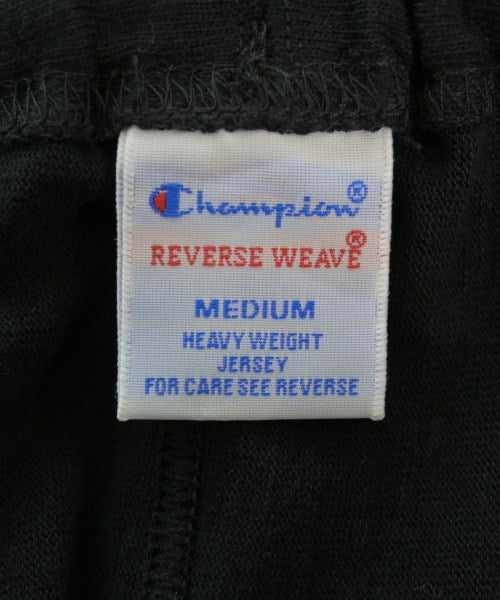 Champion®
REVERSE WEAVE®
MEDIUM
HEAVY WEIGHT
JERSEY
FOR CARE SEE REVERSE